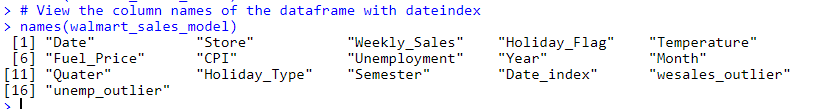 > # View the column names of the dataframe with dateindex
> names(walmart_sales_model)
[1] "Date" "Store" "Weekly_Sales" "Holiday_Flag" "Temperature"
[6] "Fuel_Price" "CPI" "Unemployment" "Year" "Month"
[11] "Quater" "Holiday_Type" "Semester" "Date_index" "wesales_outlier"
[16] "unemp_outlier"
>